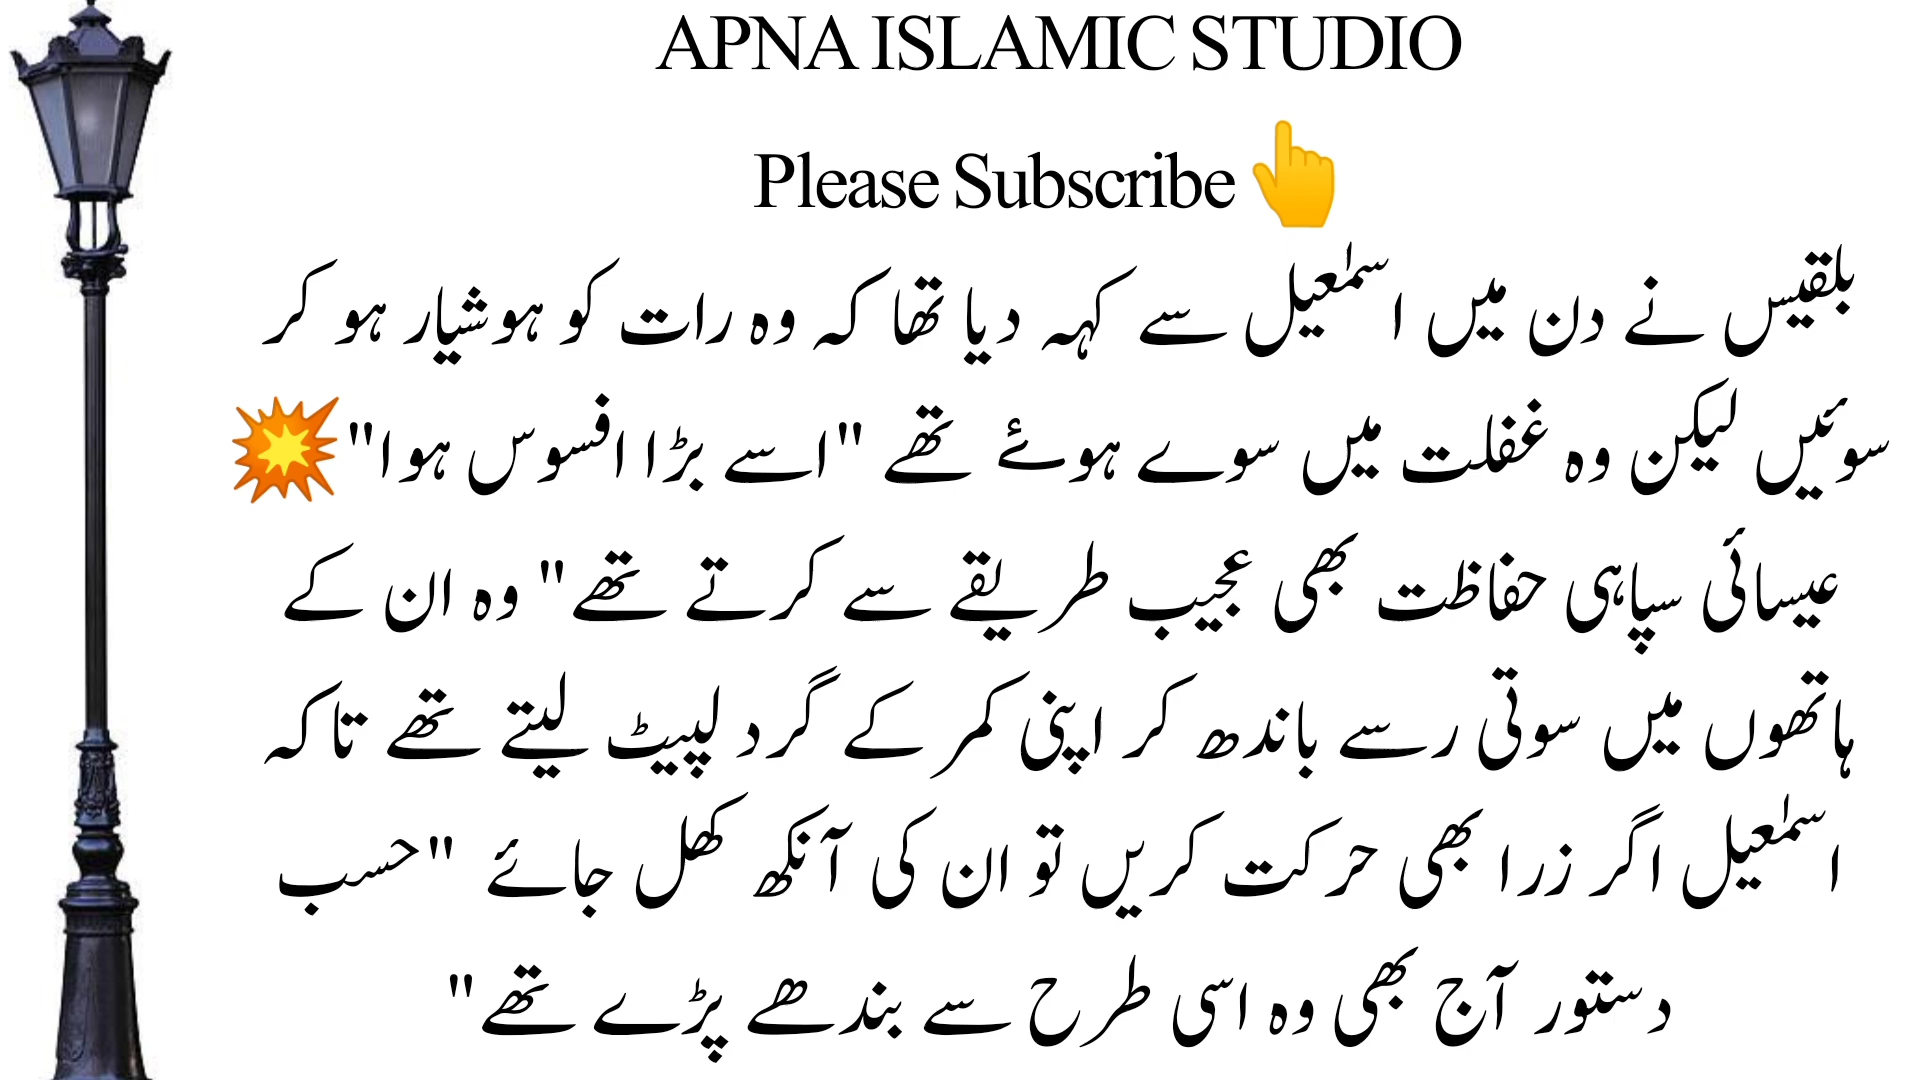 APNA ISLAMIC STUDIO
Please Subscribe 👆
بلقیس نے دن میں اسمٰعیل سے کہہ دیا تھا کہ وہ رات کو ہوشیار ہو کر
سوئیں لیکن وہ غفلت میں سوے ہوئے تھے "اسے بڑا افسوس ہوا"💥
عیسائی سپاہی حفاظت بھی عجیب طریقے سے کرتے تھے" وہ ان کے
ہاتھوں میں سوتی رسے باندھ کر اپنی کمر کے گرد لپیٹ لیتے تھے تاکہ
اسمٰعیل اگر زرا بھی حرکت کریں تو ان کی آنکھ کھل جائے "حسب
دستور آج بھی وہ اسی طرح سے بندھے پڑے تھے"